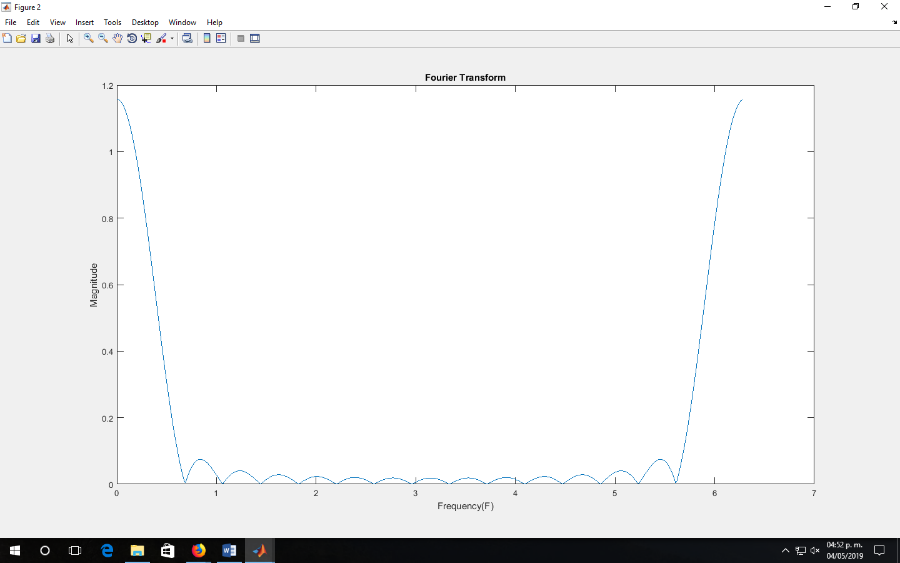 Figure 2
File Edit View Insert Tools Desktop Window Help
Fourier Transform
1.2
1
0.8
0.6
0.4
0.2
0
Magnitude
0 1 2 3 4 5 6 7
Frequency(F)
04:52 p. m.
04/05/2019